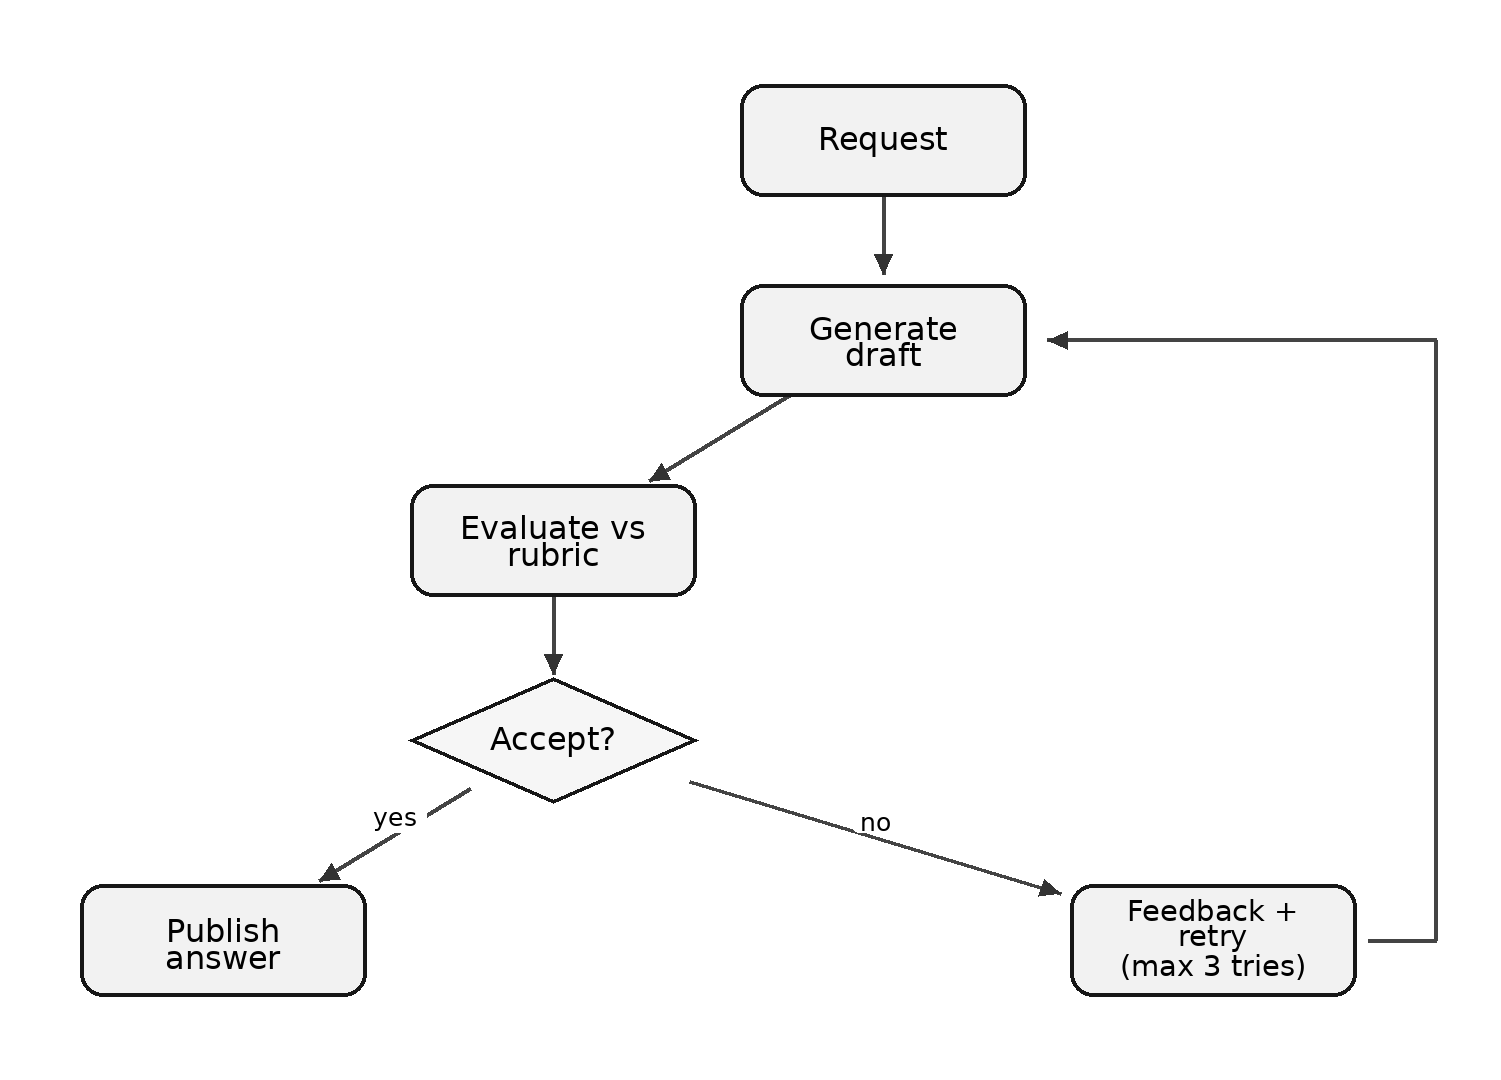 Request
Generate
draft
Evaluate vs
rubric
Accept?
yes
no
Publish
answer
Feedback +
retry
(max 3 tries)